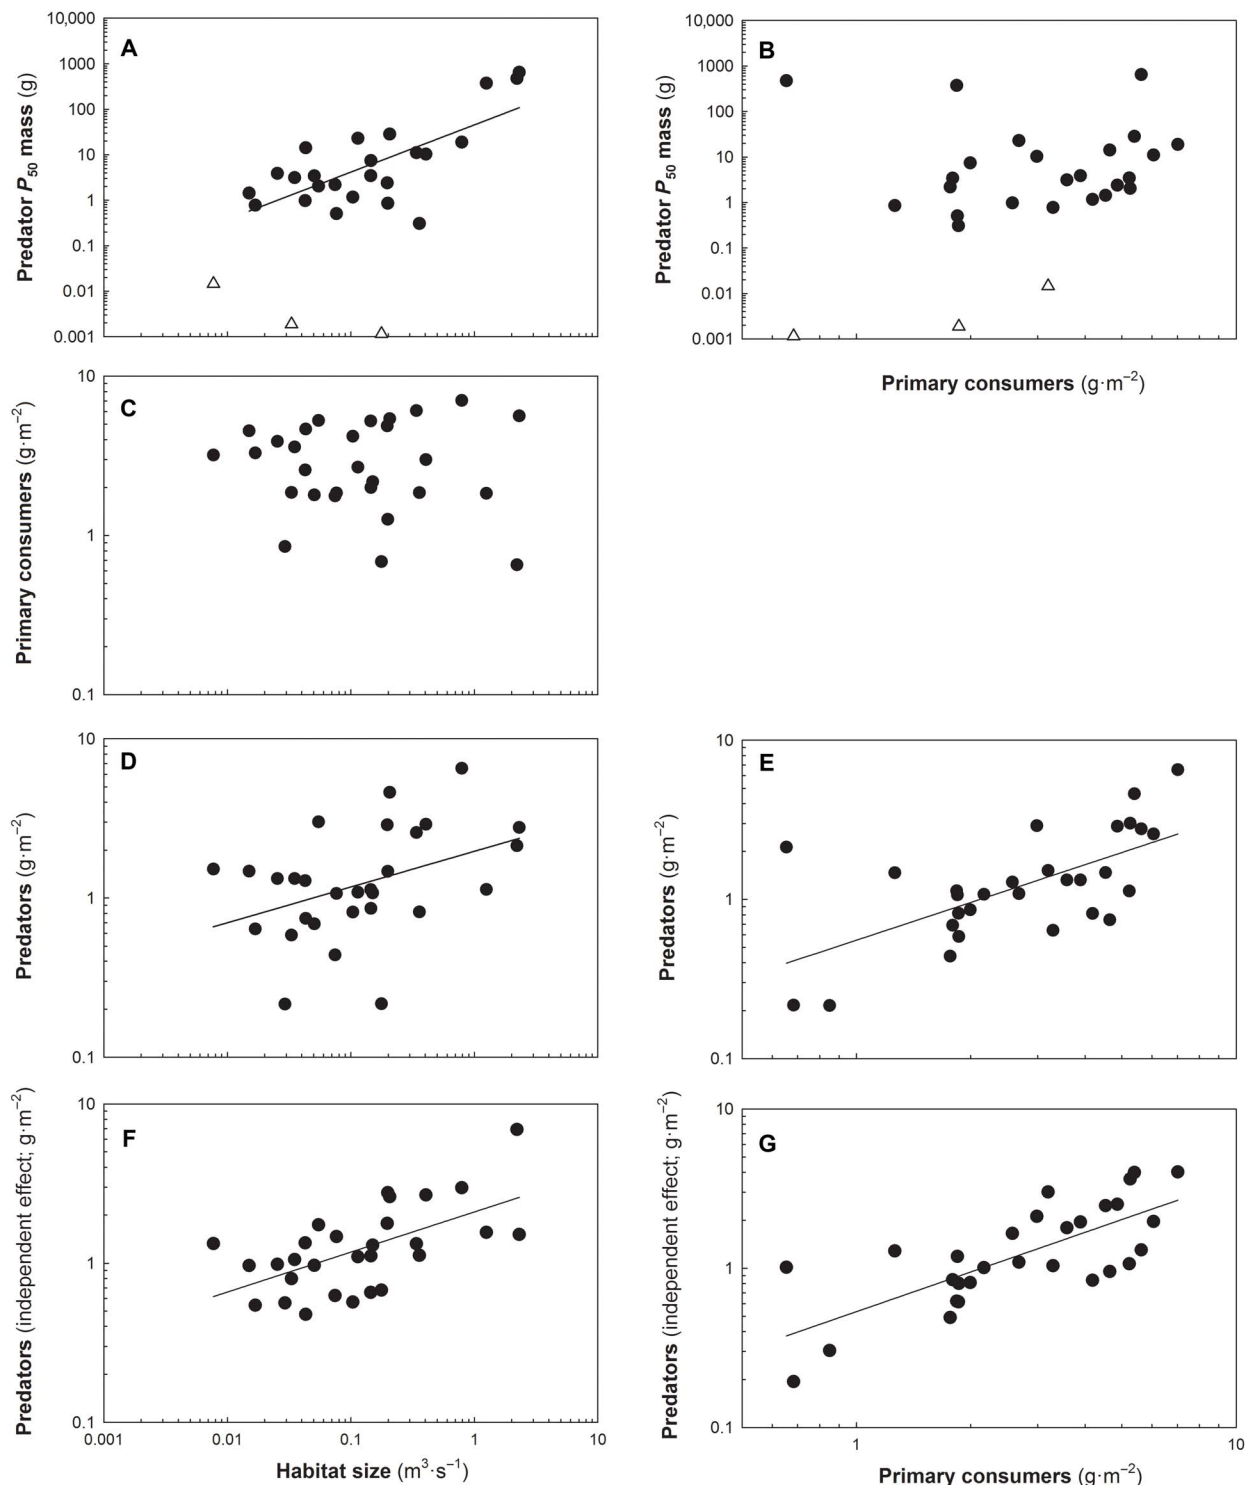 A
Predator P50 mass (g)
10,000
1000
100
10
1
0.1
0.01
0.001
B
Predator P50 mass (g)
10,000
1000
100
10
1
0.1
0.01
0.001
Primary consumers (g·m−2)
C
Primary consumers (g·m−2)
10
1
0.1
D
Predators (g·m−2)
10
1
0.1
E
Predators (g·m−2)
10
1
0.1
F
Predators (independent effect; g·m−2)
10
1
0.1
0.001 0.01 0.1 1 10
Habitat size (m3·s−1)
G
Predators (independent effect; g·m−2)
10
1
0.1
1 10
Primary consumers (g·m−2)